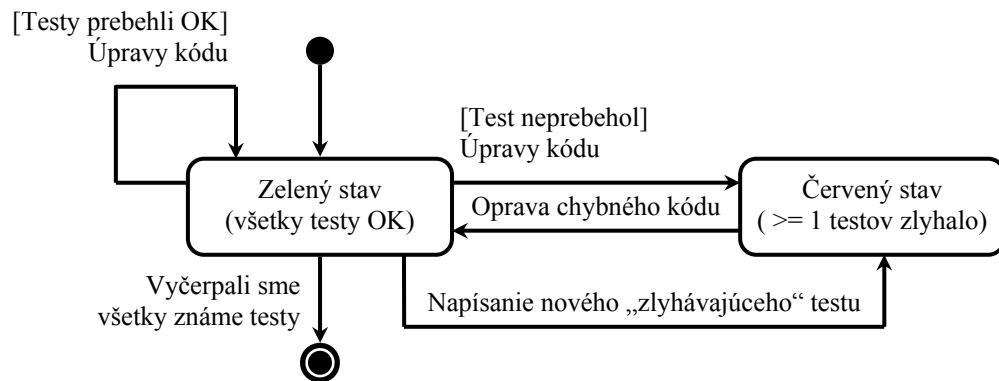 [Testy prebehli OK]
Úpravy kódu
[Test neprebehol]
Úpravy kódu
Zelený stav
(všetky testy OK)
Oprava chybného kódu
Červený stav
( >= 1 testov zlyhalo)
Vyčerpali sme
všetky známe testy
Napísanie nového „zlyhávajúceho“ testu